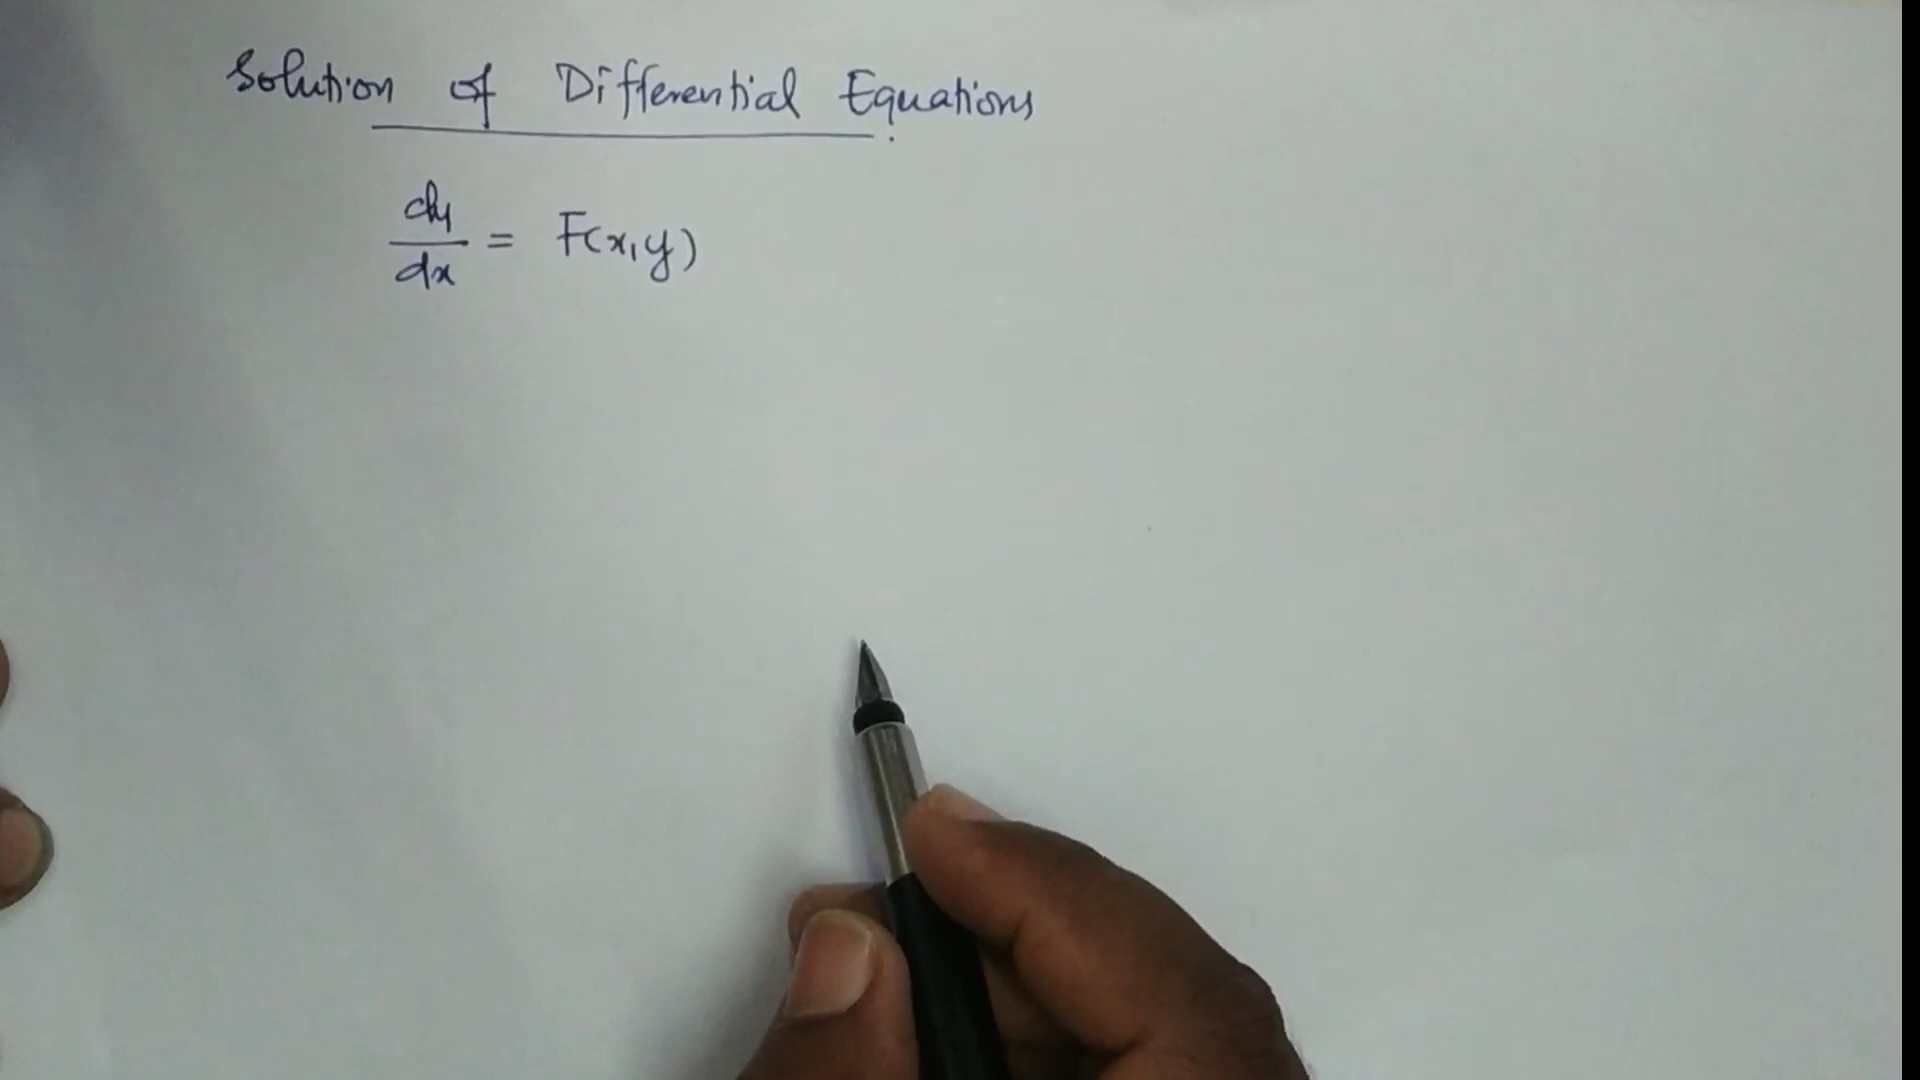 Solution of Differential Equations
dy/dx = F(x,y)